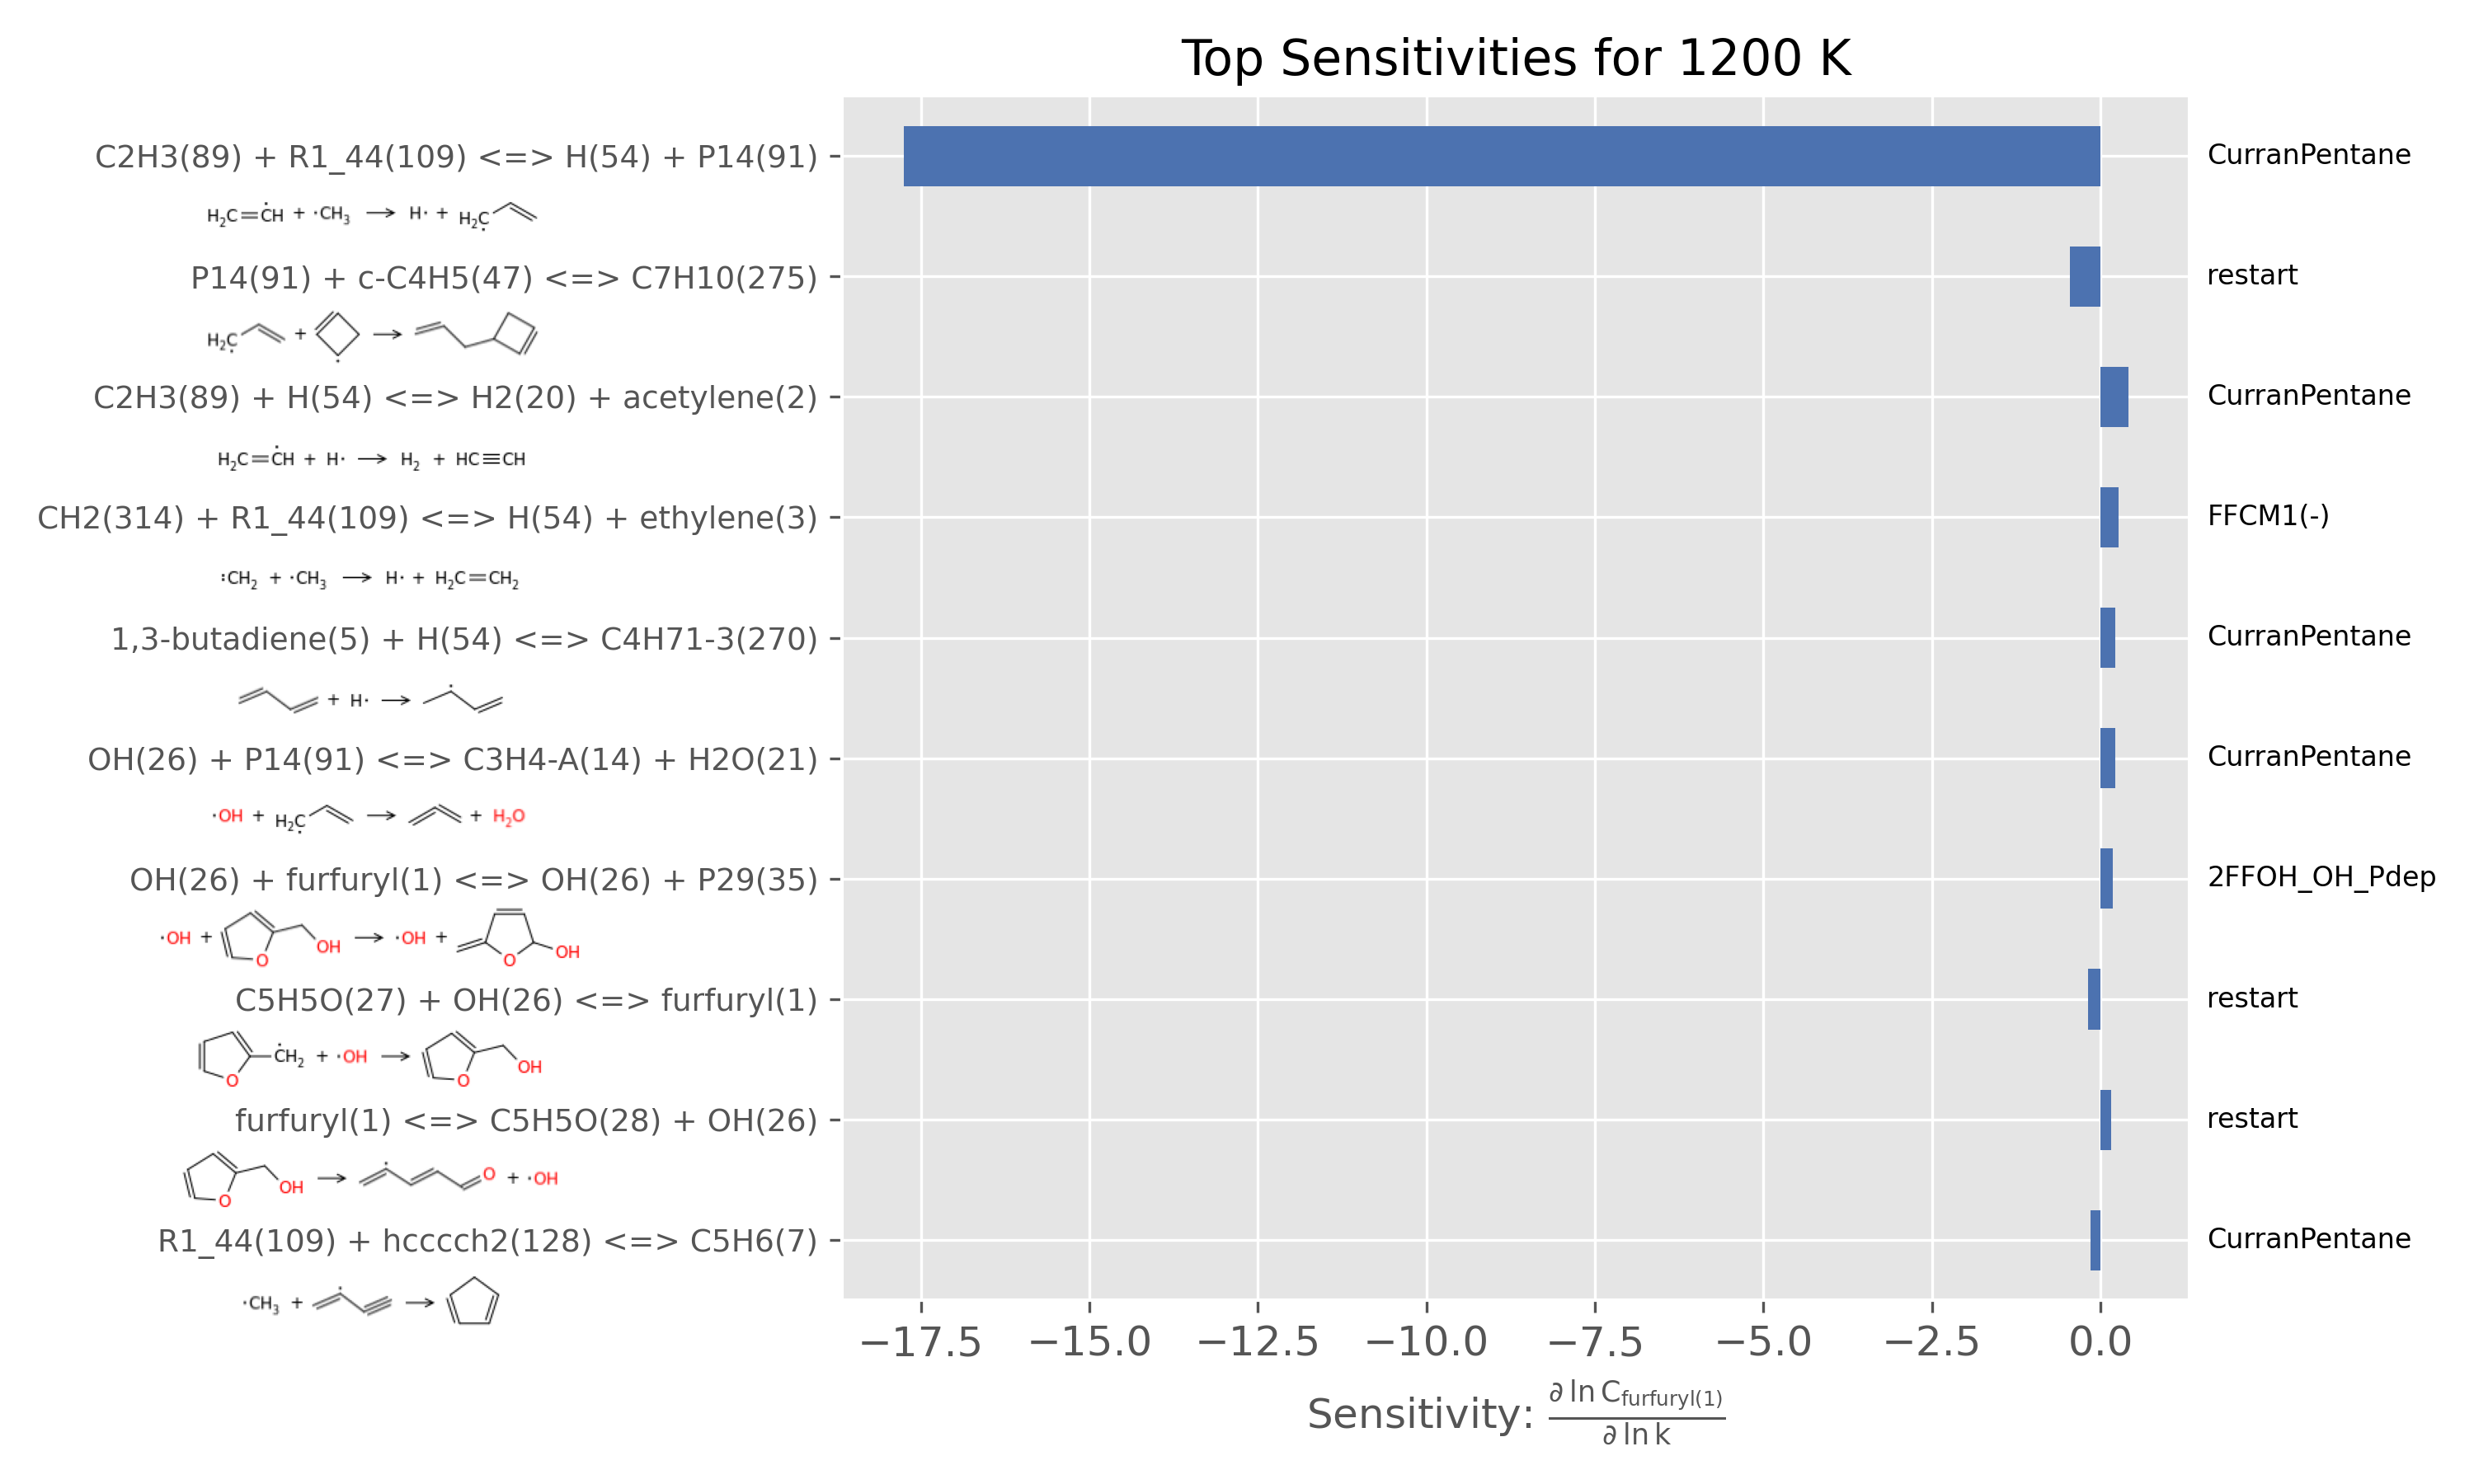 Top Sensitivities for 1200 K
C2H3(89) + R1_44(109) <=> H(54) + P14(91) CurranPentane
H₂C=ĊH + ·CH₃ → H· + H₂C·
P14(91) + c-C4H5(47) <=> C7H10(275) restart
H₂C· + →
C2H3(89) + H(54) <=> H2(20) + acetylene(2) CurranPentane
H₂C=ĊH + H· → H₂ + HC≡CH
CH2(314) + R1_44(109) <=> H(54) + ethylene(3) FFCM1(-)
:CH₂ + ·CH₃ → H· + H₂C=CH₂
1,3-butadiene(5) + H(54) <=> C4H71-3(270) CurranPentane
+ H· →
OH(26) + P14(91) <=> C3H4-A(14) + H2O(21) CurranPentane
·OH + H₂C· → + H₂O
OH(26) + furfuryl(1) <=> OH(26) + P29(35) 2FFOH_OH_Pdep
·OH + O OH → ·OH + O OH
C5H5O(27) + OH(26) <=> furfuryl(1) restart
O ĊH₂ + ·OH → O OH
furfuryl(1) <=> C5H5O(28) + OH(26) restart
O OH → O + ·OH
R1_44(109) + hccccch2(128) <=> C5H6(7) CurranPentane
·CH₃ + →
−17.5 −15.0 −12.5 −10.0 −7.5 −5.0 −2.5 0.0
Sensitivity: ∂ ln C_furfuryl(1) / ∂ ln k